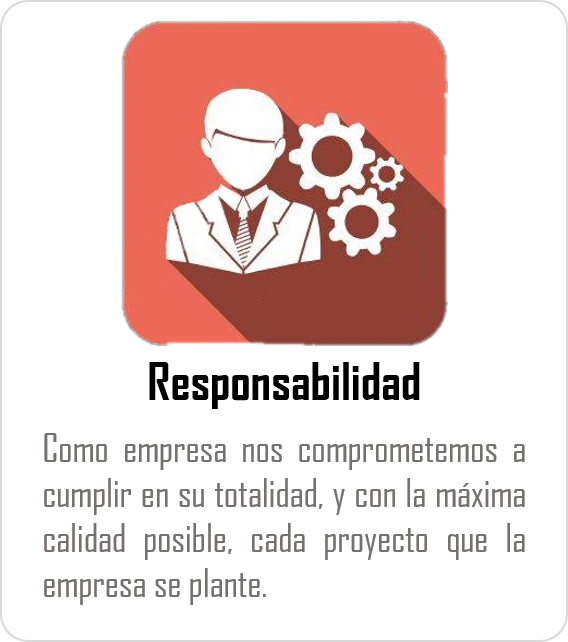 Responsabilidad
Como empresa nos comprometemos a
cumplir en su totalidad, y con la máxima
calidad posible, cada proyecto que la
empresa se plante.